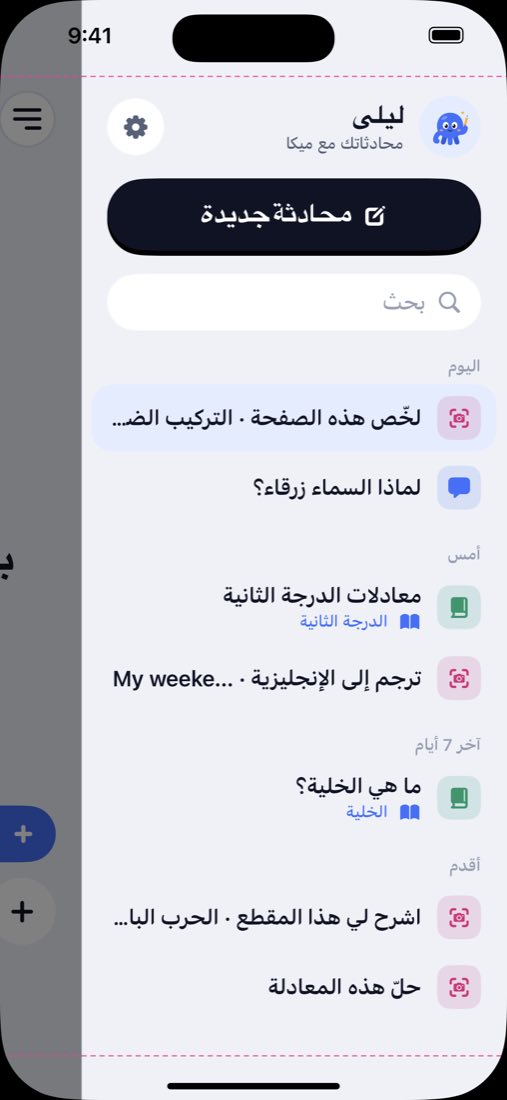 9:41
ليلى
محادثاتك مع ميكا
محادثة جديدة
بحث
اليوم
لخّص هذه الصفحة · التركيب الض...
لماذا السماء زرقاء؟
أمس
معادلات الدرجة الثانية
الدرجة الثانية
ترجم إلى الإنجليزية · My weeke...
آخر 7 أيام
ما هي الخلية؟
الخلية
أقدم
اشرح لي هذا المقطع · الحرب البا...
حلّ هذه المعادلة